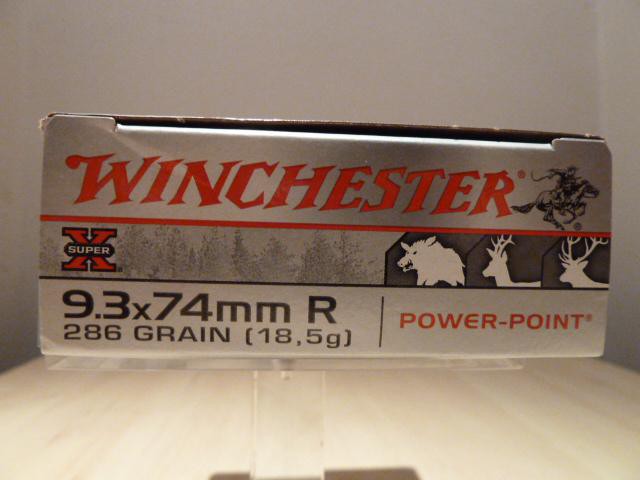 WINCHESTER®
SUPER X®
9.3x74mm R
286 GRAIN (18,5g)
POWER-POINT®